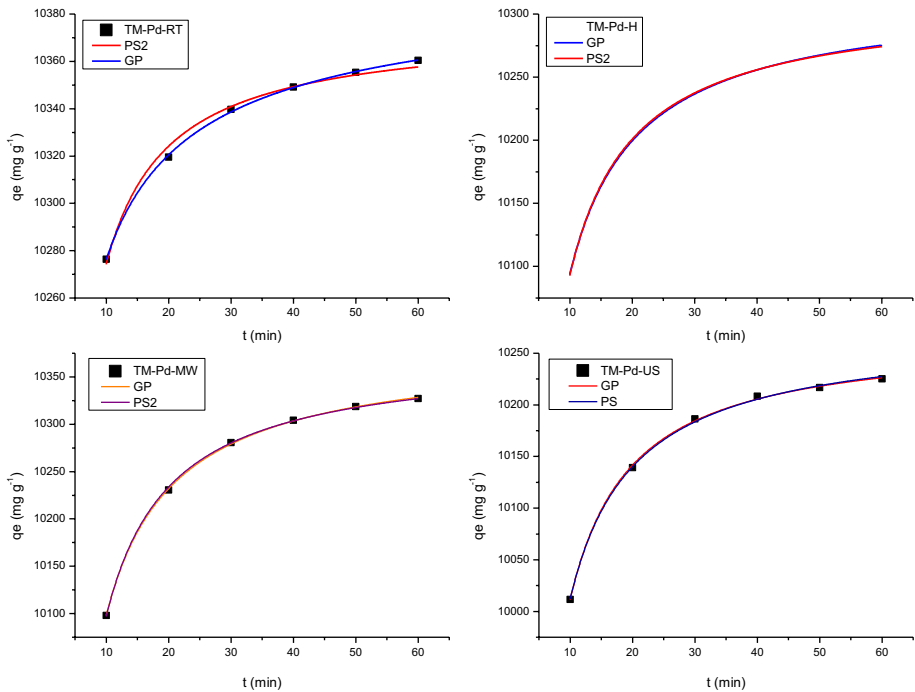 TM-Pd-RT
PS2
GP
10380
10360
10340
10320
10300
10280
10260
qe (mg g⁻¹)
10 20 30 40 50 60
t (min)
TM-Pd-H
GP
PS2
10300
10250
10200
10150
10100
qe (mg g⁻¹)
10 20 30 40 50 60
t (min)
TM-Pd-MW
GP
PS2
10350
10300
10250
10200
10150
10100
qe (mg g⁻¹)
10 20 30 40 50 60
t (min)
TM-Pd-US
GP
PS
10250
10200
10150
10100
10050
10000
qe (mg g⁻¹)
10 20 30 40 50 60
t (min)